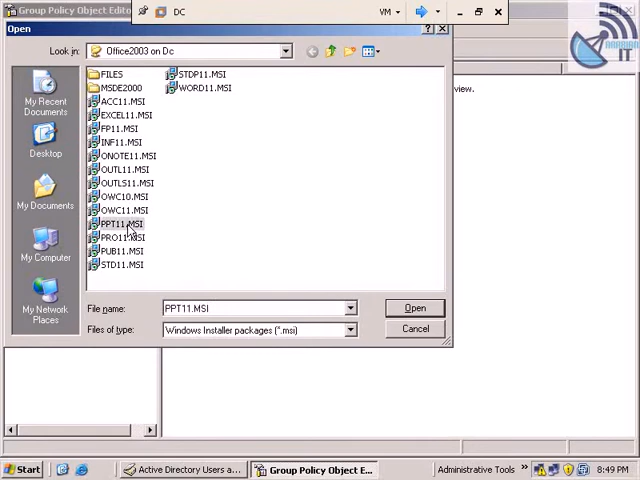 Group Policy Object Edito
DC
VM
Open
Look in:
Office2003 on Dc
My Recent
Documents
Desktop
My Documents
My Computer
My Network
Places
FILES
MSDE2000
ACC11.MSI
EXCEL11.MSI
FP11.MSI
INF11.MSI
ONOTE11.MSI
OUTL11.MSI
OUTLS11.MSI
OWC10.MSI
OWC11.MSI
PPT11.MSI
PRO11.MSI
PUB11.MSI
STD11.MSI
STDP11.MSI
WORD11.MSI
view.
File name:
PPT11.MSI
Open
Files of type:
Windows Installer packages (*.msi)
Cancel
ARABIAN
IT
Start
Active Directory Users a...
Group Policy Object E...
Administrative Tools
8:49 PM